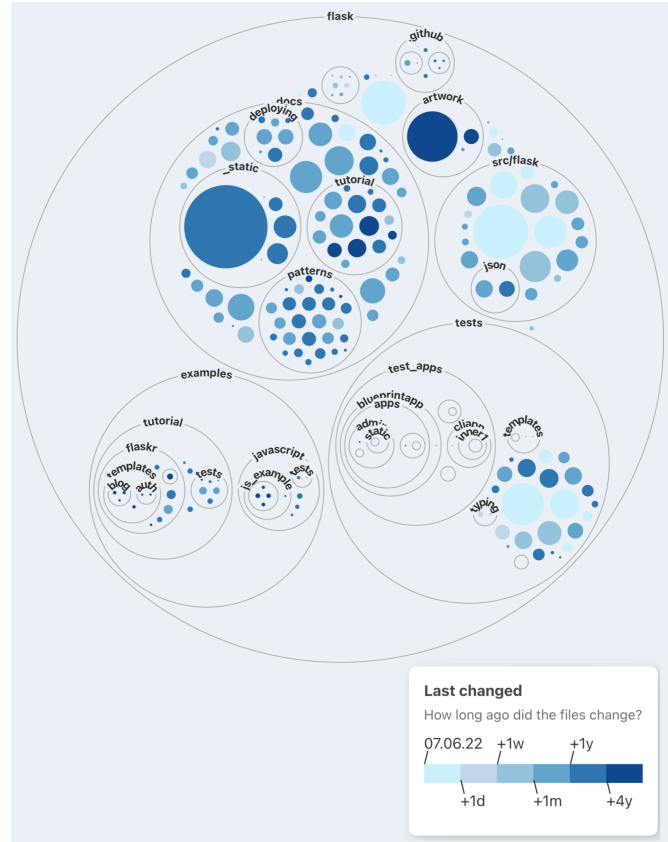 flask
.github
docs
deploying
artwork
_static
src/flask
tutorial
json
patterns
tests
test_apps
examples
blueprintapp
apps
tutorial
static
inner1
templates
flaskr
javascript
templates
tests
tests
blog
auth
js_example
typing
Last changed
How long ago did the files change?
07.06.22 +1w +1y
+1d +1m +4y